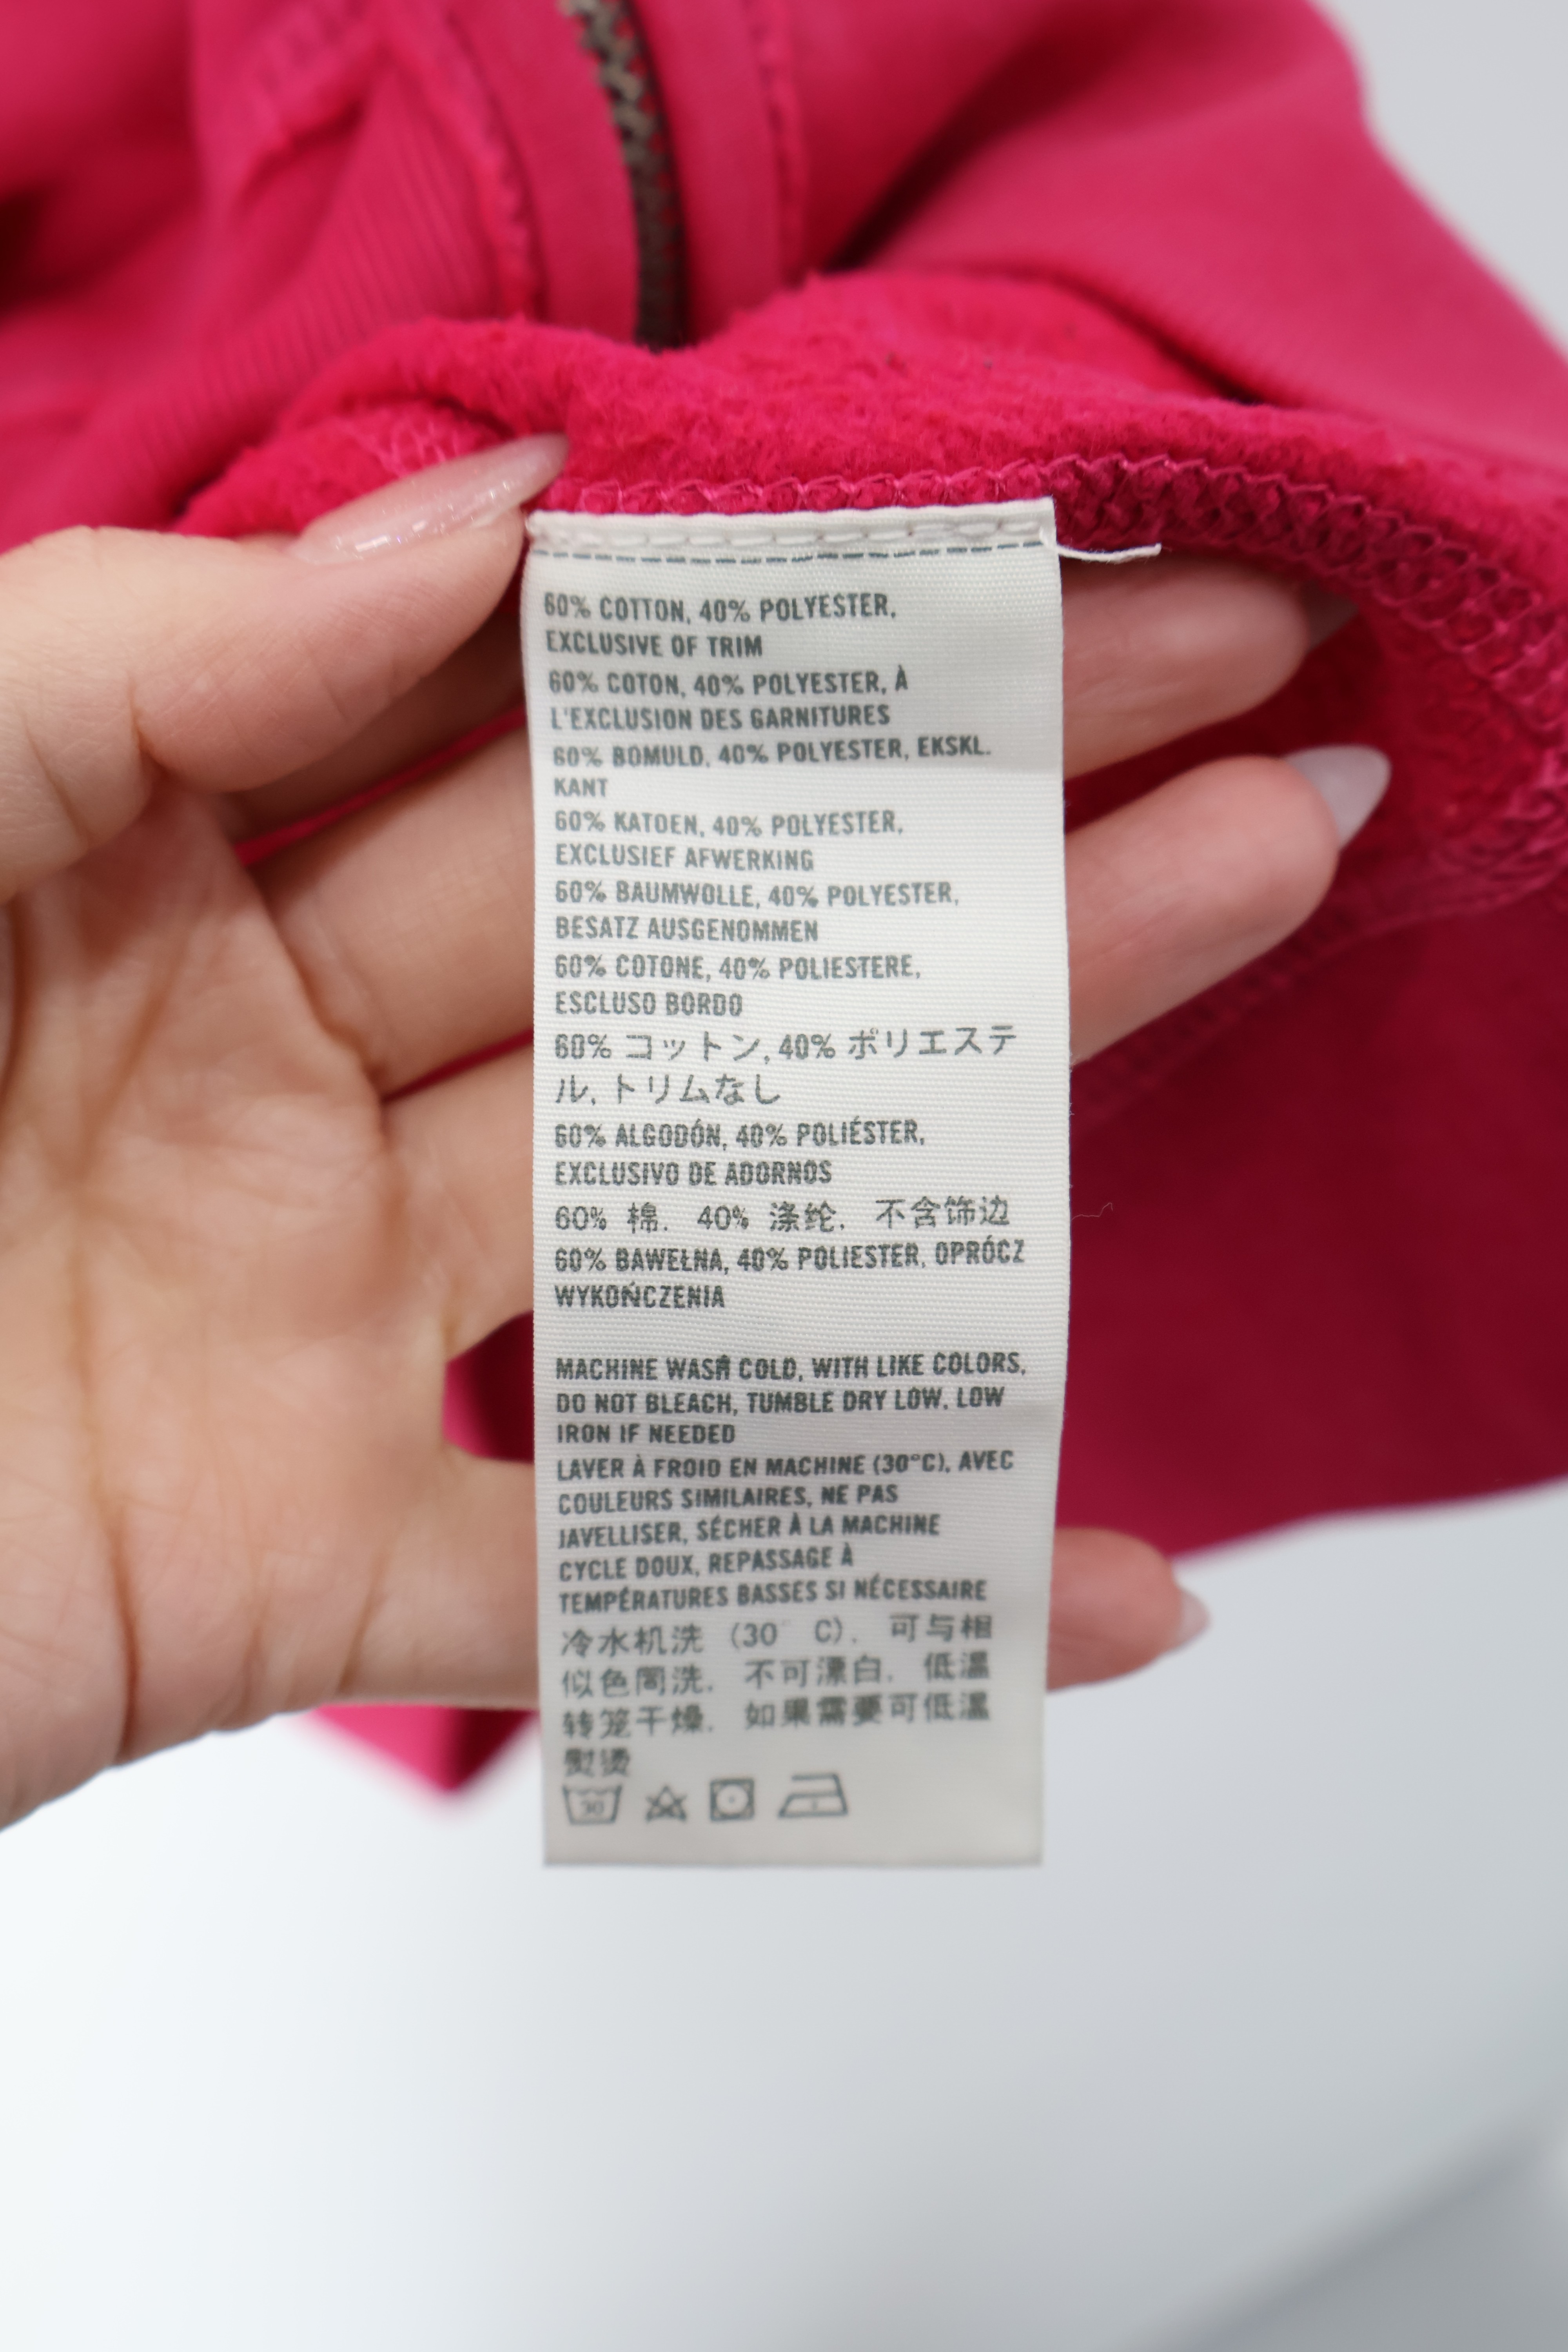 60% COTTON, 40% POLYESTER,
EXCLUSIVE OF TRIM
60% COTON, 40% POLYESTER, À
L'EXCLUSION DES GARNITURES
60% BOMULD, 40% POLYESTER, EKSKL.
KANT
60% KATOEN, 40% POLYESTER,
EXCLUSIEF AFWERKING
60% BAUMWOLLE, 40% POLYESTER,
BESATZ AUSGENOMMEN
60% COTONE, 40% POLIESTERE,
ESCLUSO BORDO
60% コットン, 40% ポリエステ
ル, トリムなし
60% ALGODÓN, 40% POLIÉSTER,
EXCLUSIVO DE ADORNOS
60% 棉. 40% 涤纶. 不含饰边
60% BAWEŁNA, 40% POLIESTER, OPRÓCZ
WYKOŃCZENIA
MACHINE WASH COLD, WITH LIKE COLORS,
DO NOT BLEACH, TUMBLE DRY LOW. LOW
IRON IF NEEDED
LAVER À FROID EN MACHINE (30°C), AVEC
COULEURS SIMILAIRES, NE PAS
JAVELLISER, SÉCHER À LA MACHINE
CYCLE DOUX, REPASSAGE À
TEMPÉRATURES BASSES SI NÉCESSAIRE
冷水机洗 (30° C). 可与相
似色同洗. 不可漂白. 低温
转笼干燥. 如果需要可低温
熨烫
30